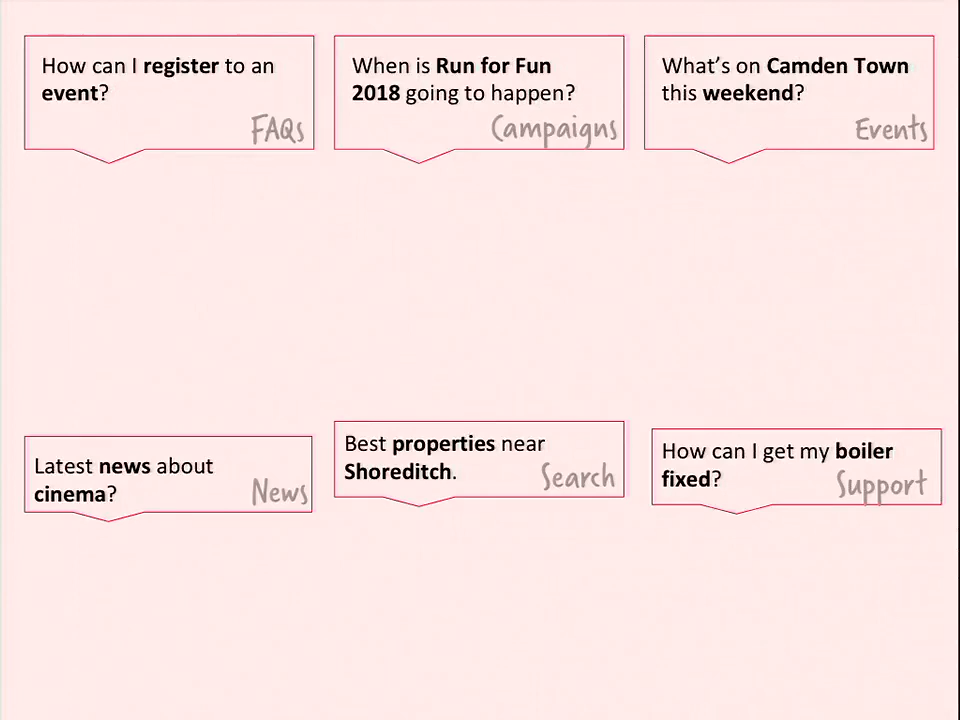 How can I register to an
event?
FAQs
When is Run for Fun
2018 going to happen?
Campaigns
What's on Camden Town
this weekend?
Events
Latest news about
cinema?
News
Best properties near
Shoreditch.
Search
How can I get my boiler
fixed?
Support